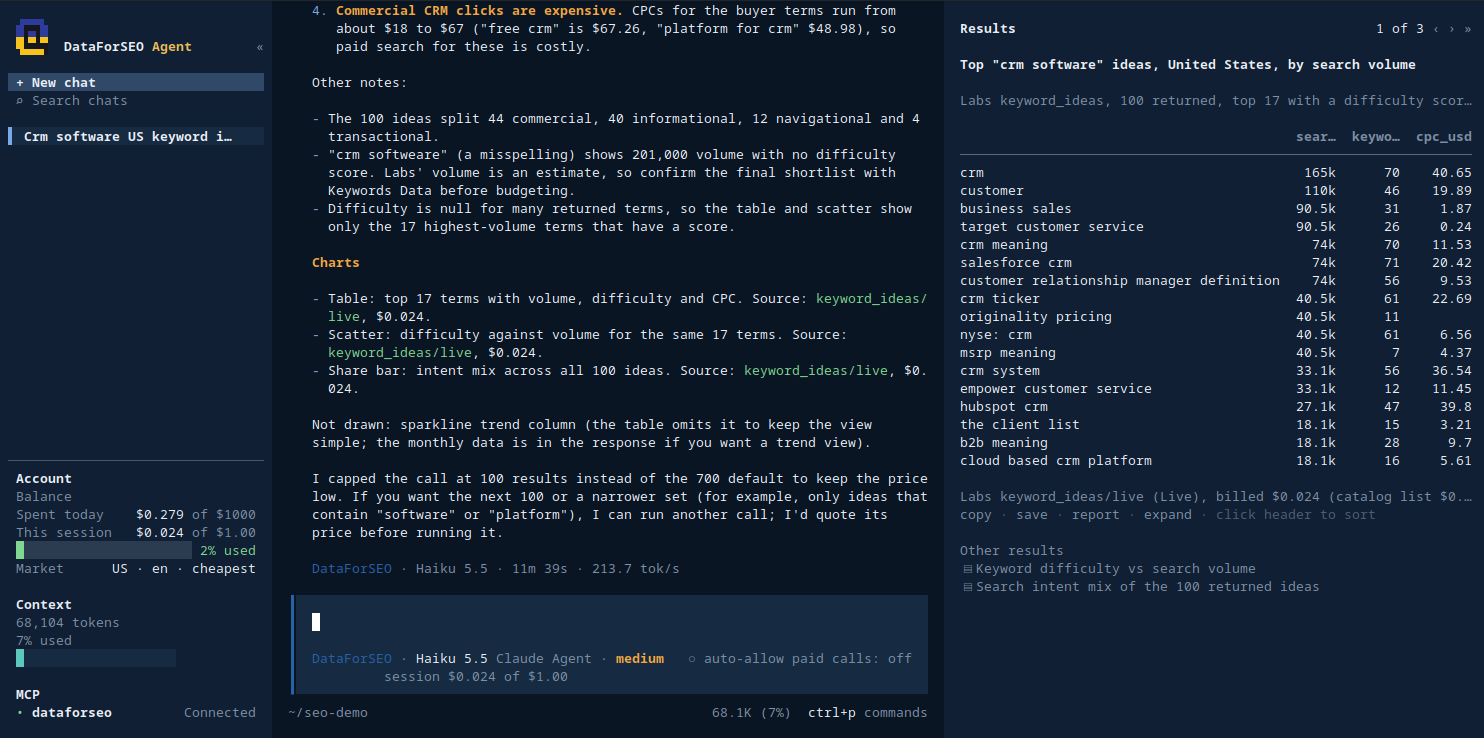 DataForSEO Agent «
+ New chat
⌕ Search chats
Crm software US keyword i…
Account
Balance
Spent today $0.279 of $1000
This session $0.024 of $1.00
2% used
Market US · en · cheapest
Context
68,104 tokens
7% used
MCP
· dataforseo Connected
4. Commercial CRM clicks are expensive. CPCs for the buyer terms run from
about $18 to $67 ("free crm" is $67.26, "platform for crm" $48.98), so
paid search for these is costly.
Other notes:
- The 100 ideas split 44 commercial, 40 informational, 12 navigational and 4
transactional.
- "crm softweare" (a misspelling) shows 201,000 volume with no difficulty
score. Labs' volume is an estimate, so confirm the final shortlist with
Keywords Data before budgeting.
- Difficulty is null for many returned terms, so the table and scatter show
only the 17 highest-volume terms that have a score.
Charts
- Table: top 17 terms with volume, difficulty and CPC. Source: keyword_ideas/
live, $0.024.
- Scatter: difficulty against volume for the same 17 terms. Source:
keyword_ideas/live, $0.024.
- Share bar: intent mix across all 100 ideas. Source: keyword_ideas/live, $0.
024.
Not drawn: sparkline trend column (the table omits it to keep the view
simple; the monthly data is in the response if you want a trend view).
I capped the call at 100 results instead of the 700 default to keep the price
low. If you want the next 100 or a narrower set (for example, only ideas that
contain "software" or "platform"), I can run another call; I'd quote its
price before running it.
DataForSEO · Haiku 5.5 · 11m 39s · 213.7 tok/s
DataForSEO · Haiku 5.5 Claude Agent · medium ○ auto-allow paid calls: off
session $0.024 of $1.00
~/seo-demo 68.1K (7%) ctrl+p commands
Results 1 of 3 ‹ › »
Top "crm software" ideas, United States, by search volume
Labs keyword_ideas, 100 returned, top 17 with a difficulty scor…
sear… keywo… cpc_usd
crm 165k 70 40.65
customer 110k 46 19.89
business sales 90.5k 31 1.87
target customer service 90.5k 26 0.24
crm meaning 74k 70 11.53
salesforce crm 74k 71 20.42
customer relationship manager definition 74k 56 9.53
crm ticker 40.5k 61 22.69
originality pricing 40.5k 11
nyse: crm 40.5k 61 6.56
msrp meaning 40.5k 7 4.37
crm system 33.1k 56 36.54
empower customer service 33.1k 12 11.45
hubspot crm 27.1k 47 39.8
the client list 18.1k 15 3.21
b2b meaning 18.1k 28 9.7
cloud based crm platform 18.1k 16 5.61
Labs keyword_ideas/live (Live), billed $0.024 (catalog list $0.…
copy · save · report · expand · click header to sort
Other results
Keyword difficulty vs search volume
Search intent mix of the 100 returned ideas